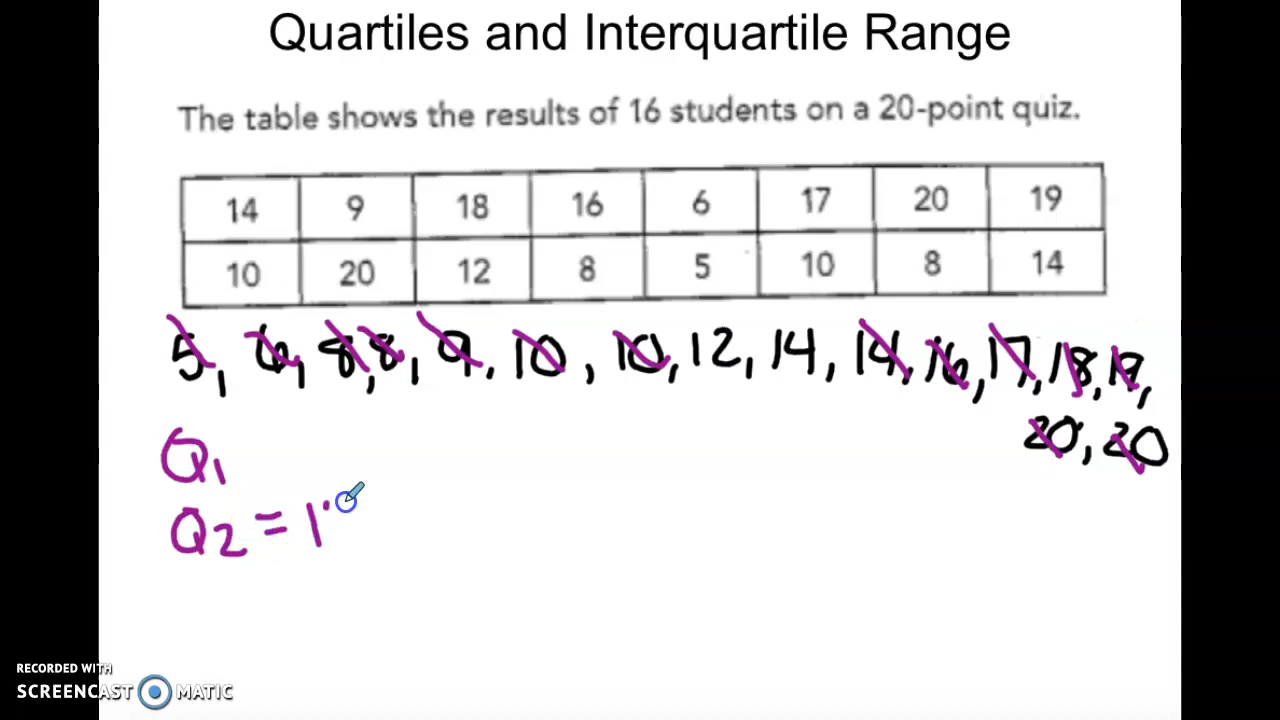 Quartiles and Interquartile Range
The table shows the results of 16 students on a 20-point quiz.
14 9 18 16 6 17 20 19
10 20 12 8 5 10 8 14
5, 6, 8, 8, 9, 10, 10, 12, 14, 14, 16, 17, 18, 19,
20, 20
Q1
Q2 = 1
RECORDED WITH
SCREENCAST MATIC